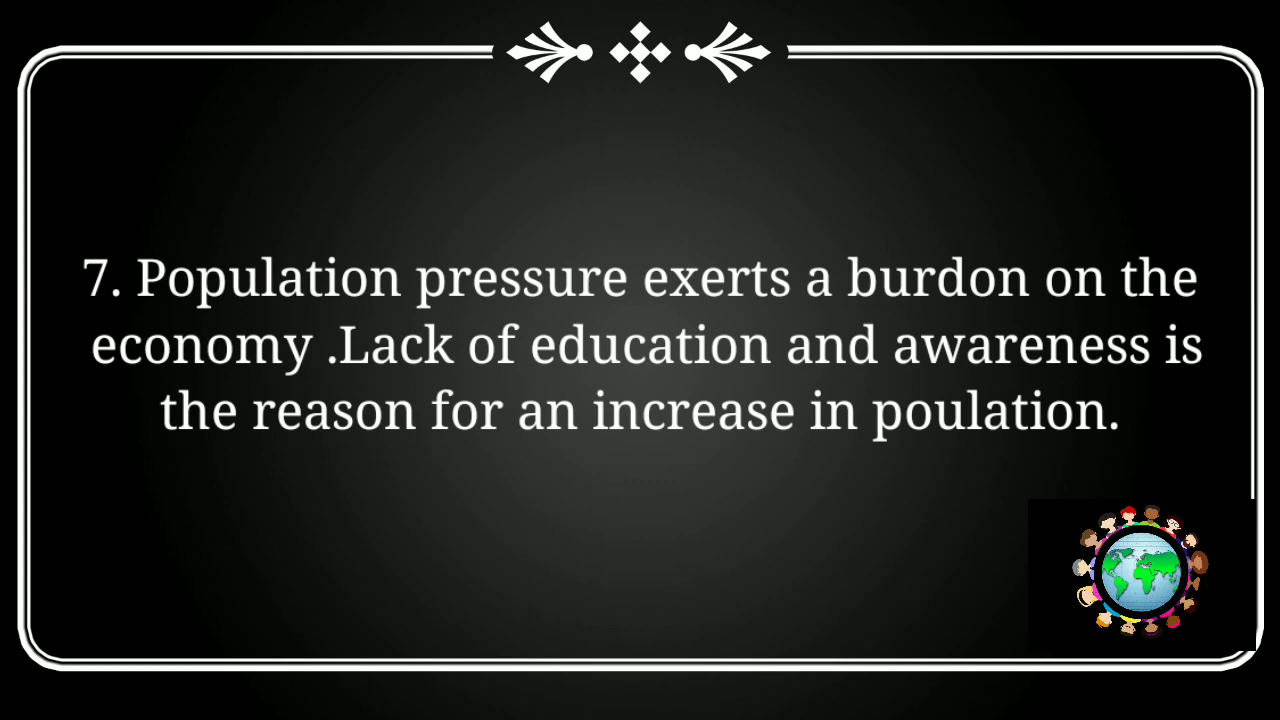 7. Population pressure exerts a burdon on the
economy .Lack of education and awareness is
the reason for an increase in poulation.